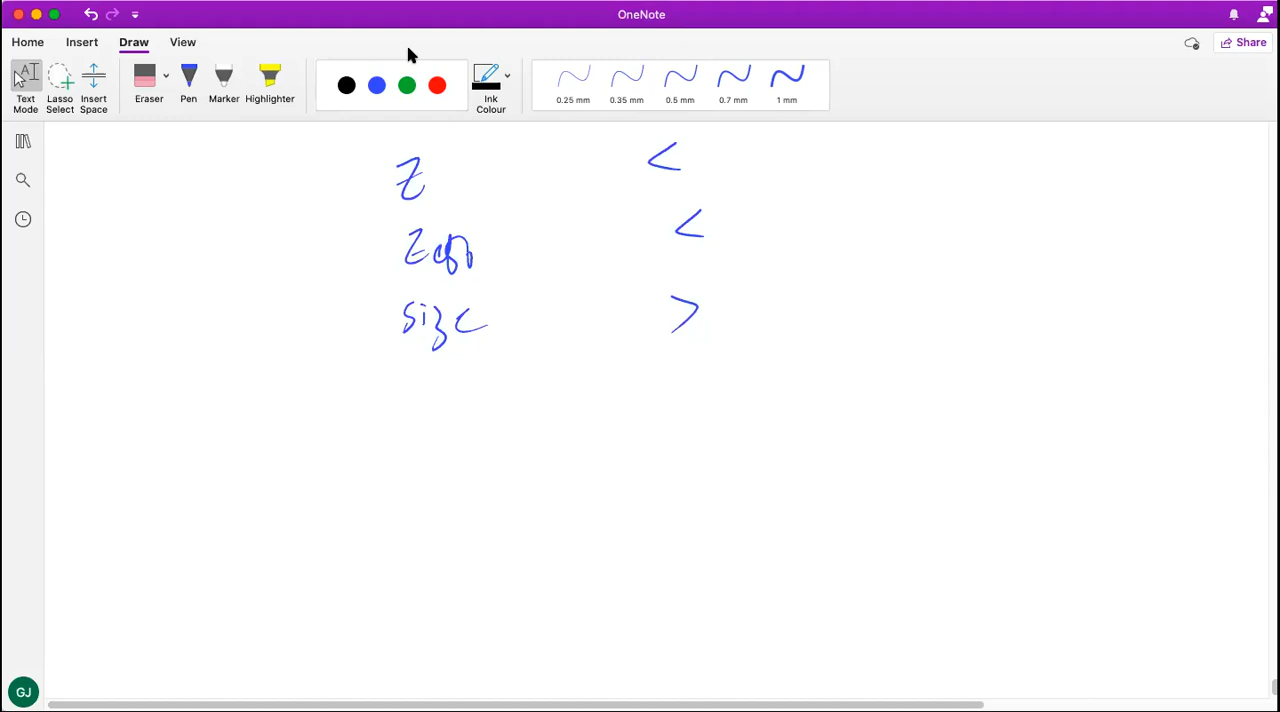 OneNote
Home Insert Draw View
Share
Text Mode
Lasso Select
Insert Space
Eraser
Pen
Marker
Highlighter
Ink Colour
0.25 mm 0.35 mm 0.5 mm 0.7 mm 1 mm
Z <
<
size >
GJ